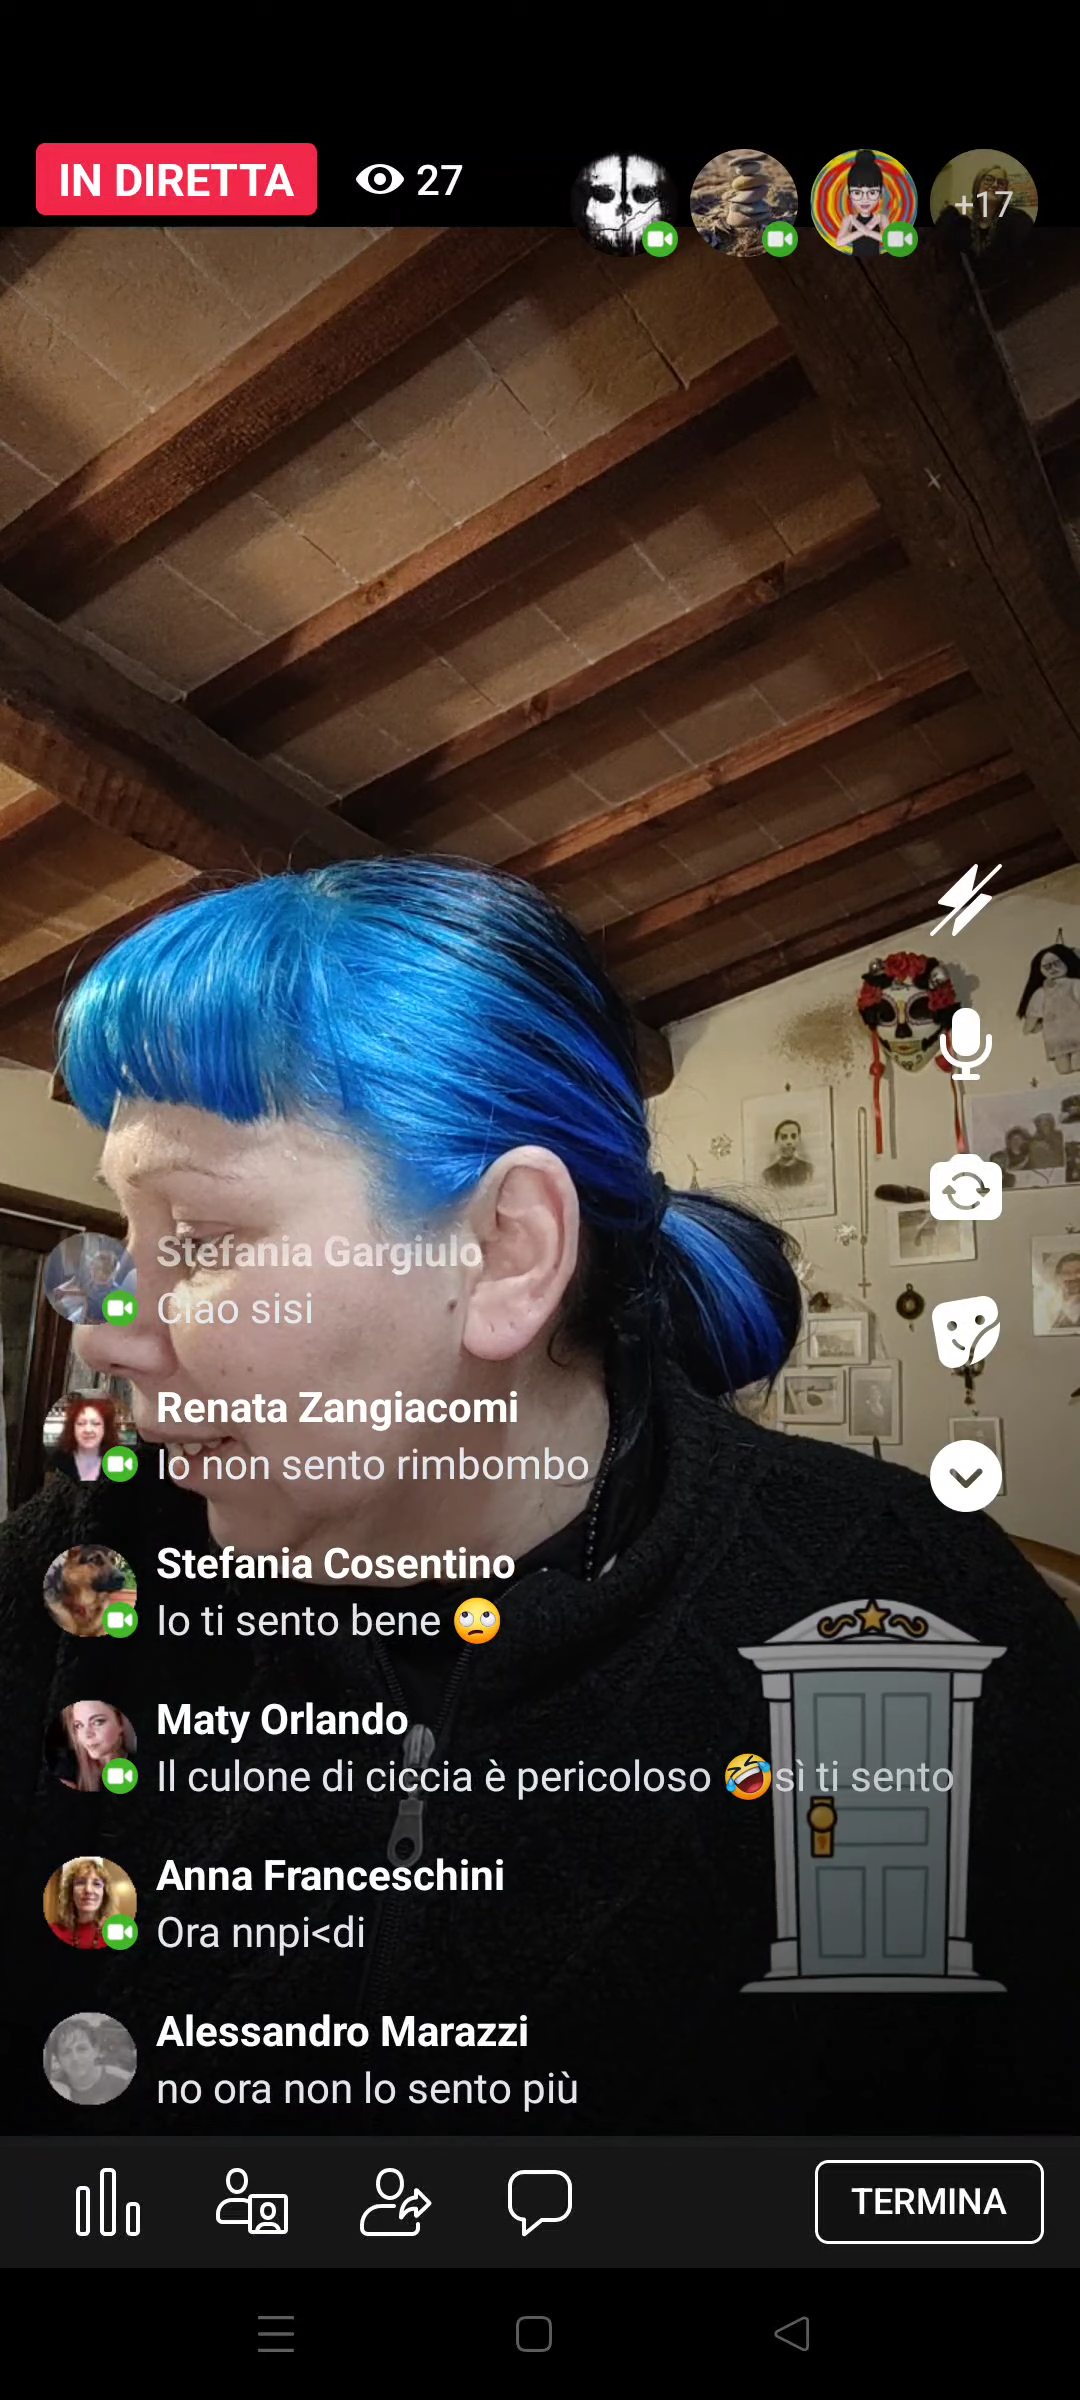 IN DIRETTA
27
+17
Stefania Gargiulo
Ciao sisi
Renata Zangiacomi
Io non sento rimbombo
Stefania Cosentino
Io ti sento bene 🙄
Maty Orlando
Il culone di ciccia è pericoloso 🤣sì ti sento
Anna Franceschini
Ora nnpi<di
Alessandro Marazzi
no ora non lo sento più
TERMINA